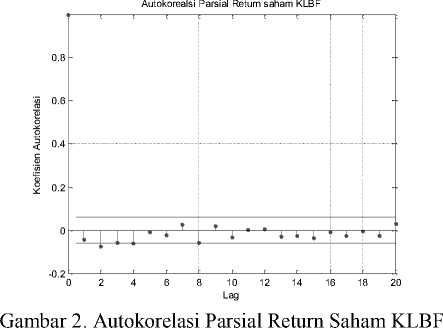 Autokorealsi Parsial Return saham KLBF
Koefisien Autokorelasi
1
0.8
0.6
0.4
0.2
0
-0.2
0 2 4 6 8 10 12 14 16 18 20
Lag
Gambar 2. Autokorelasi Parsial Return Saham KLBF